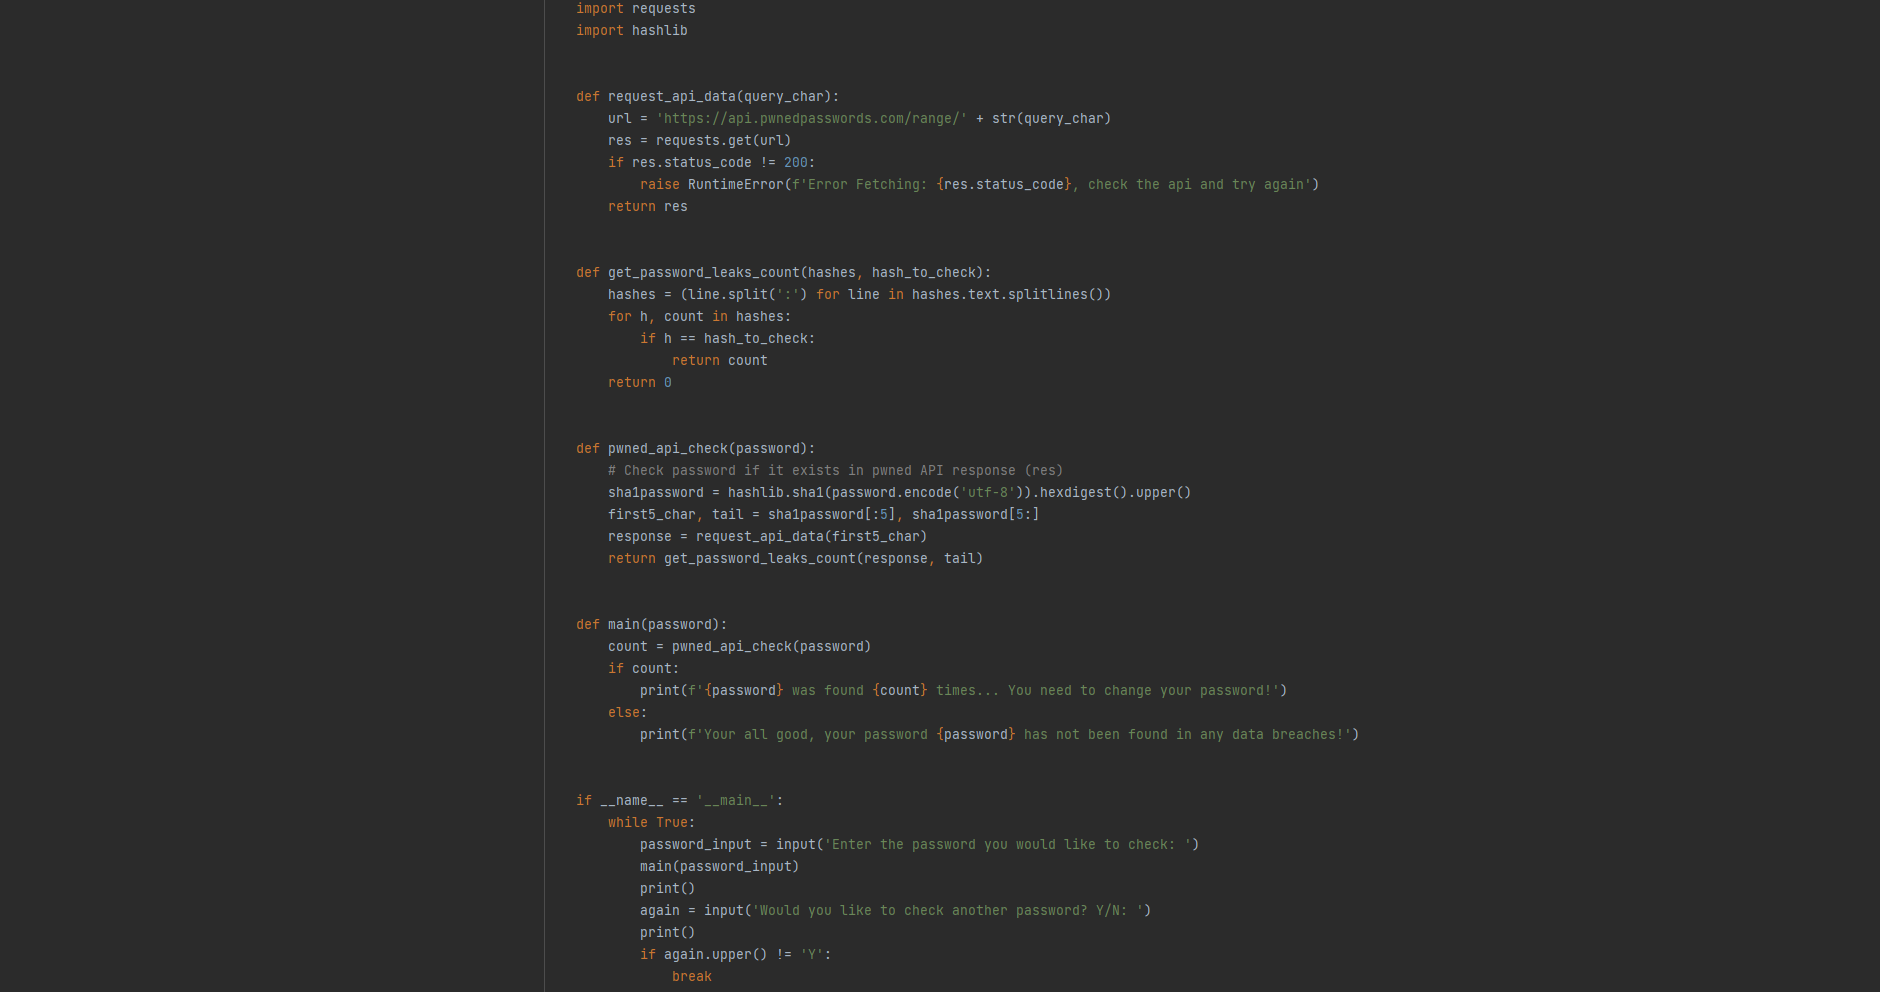 import requests
import hashlib
def request_api_data(query_char):
    url = 'https://api.pwnedpasswords.com/range/' + str(query_char)
    res = requests.get(url)
    if res.status_code != 200:
        raise RuntimeError(f'Error Fetching: {res.status_code}, check the api and try again')
    return res
def get_password_leaks_count(hashes, hash_to_check):
    hashes = (line.split(':') for line in hashes.text.splitlines())
    for h, count in hashes:
        if h == hash_to_check:
            return count
    return 0
def pwned_api_check(password):
    # Check password if it exists in pwned API response (res)
    sha1password = hashlib.sha1(password.encode('utf-8')).hexdigest().upper()
    first5_char, tail = sha1password[:5], sha1password[5:]
    response = request_api_data(first5_char)
    return get_password_leaks_count(response, tail)
def main(password):
    count = pwned_api_check(password)
    if count:
        print(f'{password} was found {count} times... You need to change your password!')
    else:
        print(f'Your all good, your password {password} has not been found in any data breaches!')
if __name__ == '__main__':
    while True:
        password_input = input('Enter the password you would like to check: ')
        main(password_input)
        print()
        again = input('Would you like to check another password? Y/N: ')
        print()
        if again.upper() != 'Y':
            break